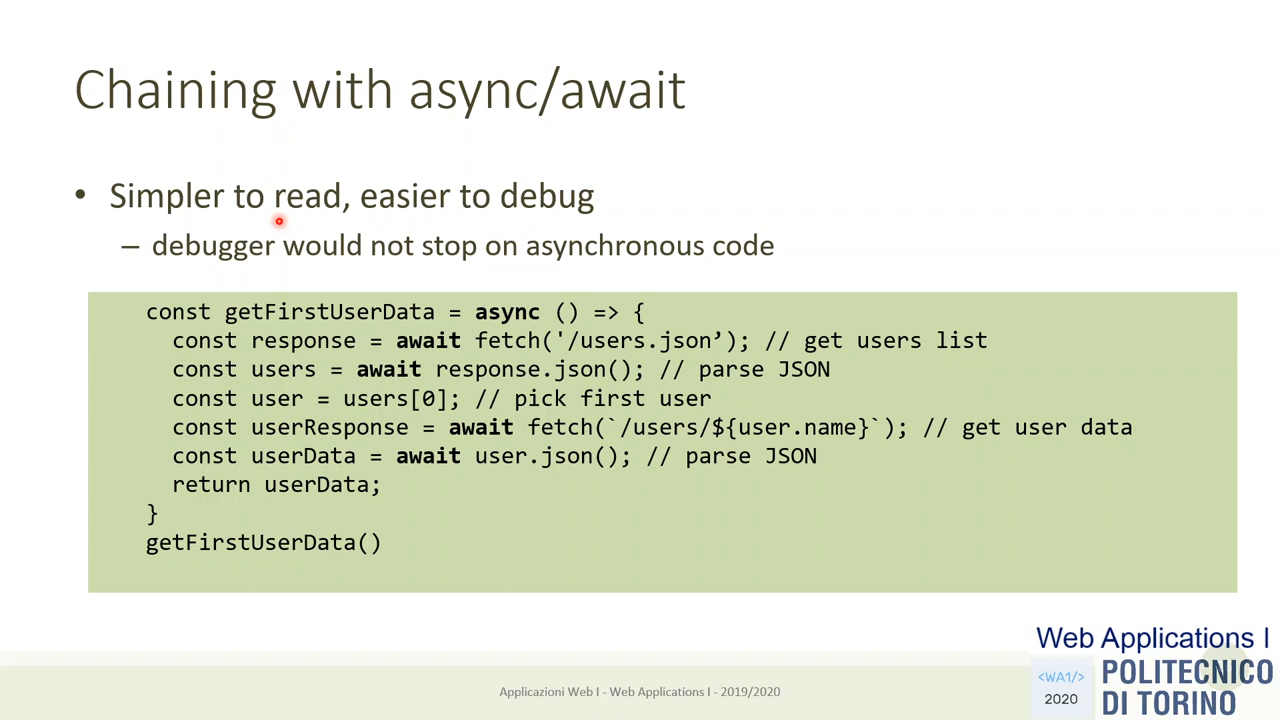 Chaining with async/await
• Simpler to read, easier to debug
– debugger would not stop on asynchronous code
const getFirstUserData = async () => {
const response = await fetch('/users.json’); // get users list
const users = await response.json(); // parse JSON
const user = users[0]; // pick first user
const userResponse = await fetch(`/users/${user.name}`); // get user data
const userData = await user.json(); // parse JSON
return userData;
}
getFirstUserData()
Web Applications I
<WA1/>
2020
POLITECNICO
DI TORINO
Applicazioni Web I - Web Applications I - 2019/2020